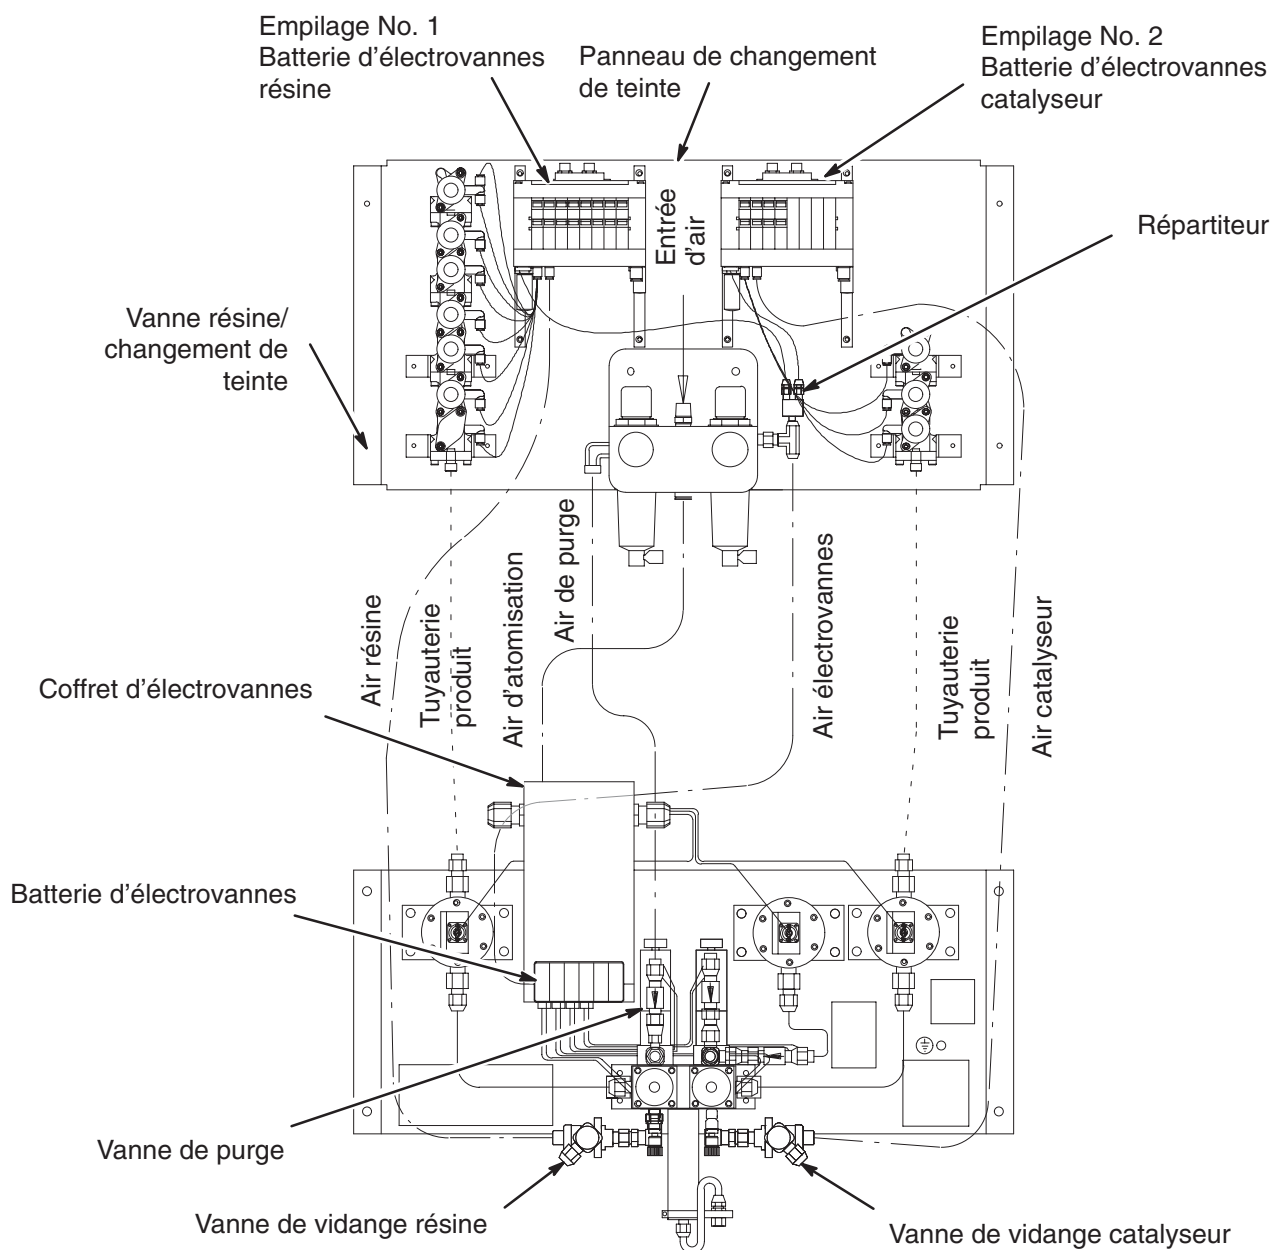 Empilage No. 1
Batterie d'électrovannes
résine
Panneau de changement
de teinte
Empilage No. 2
Batterie d'électrovannes
catalyseur
Entrée
d'air
Répartiteur
Vanne résine/
changement de
teinte
Air résine
Tuyauterie
produit
Air d'atomisation
Air de purge
Air électrovannes
Tuyauterie
produit
Air catalyseur
Coffret d'électrovannes
Batterie d'électrovannes
Vanne de purge
Vanne de vidange résine
Vanne de vidange catalyseur